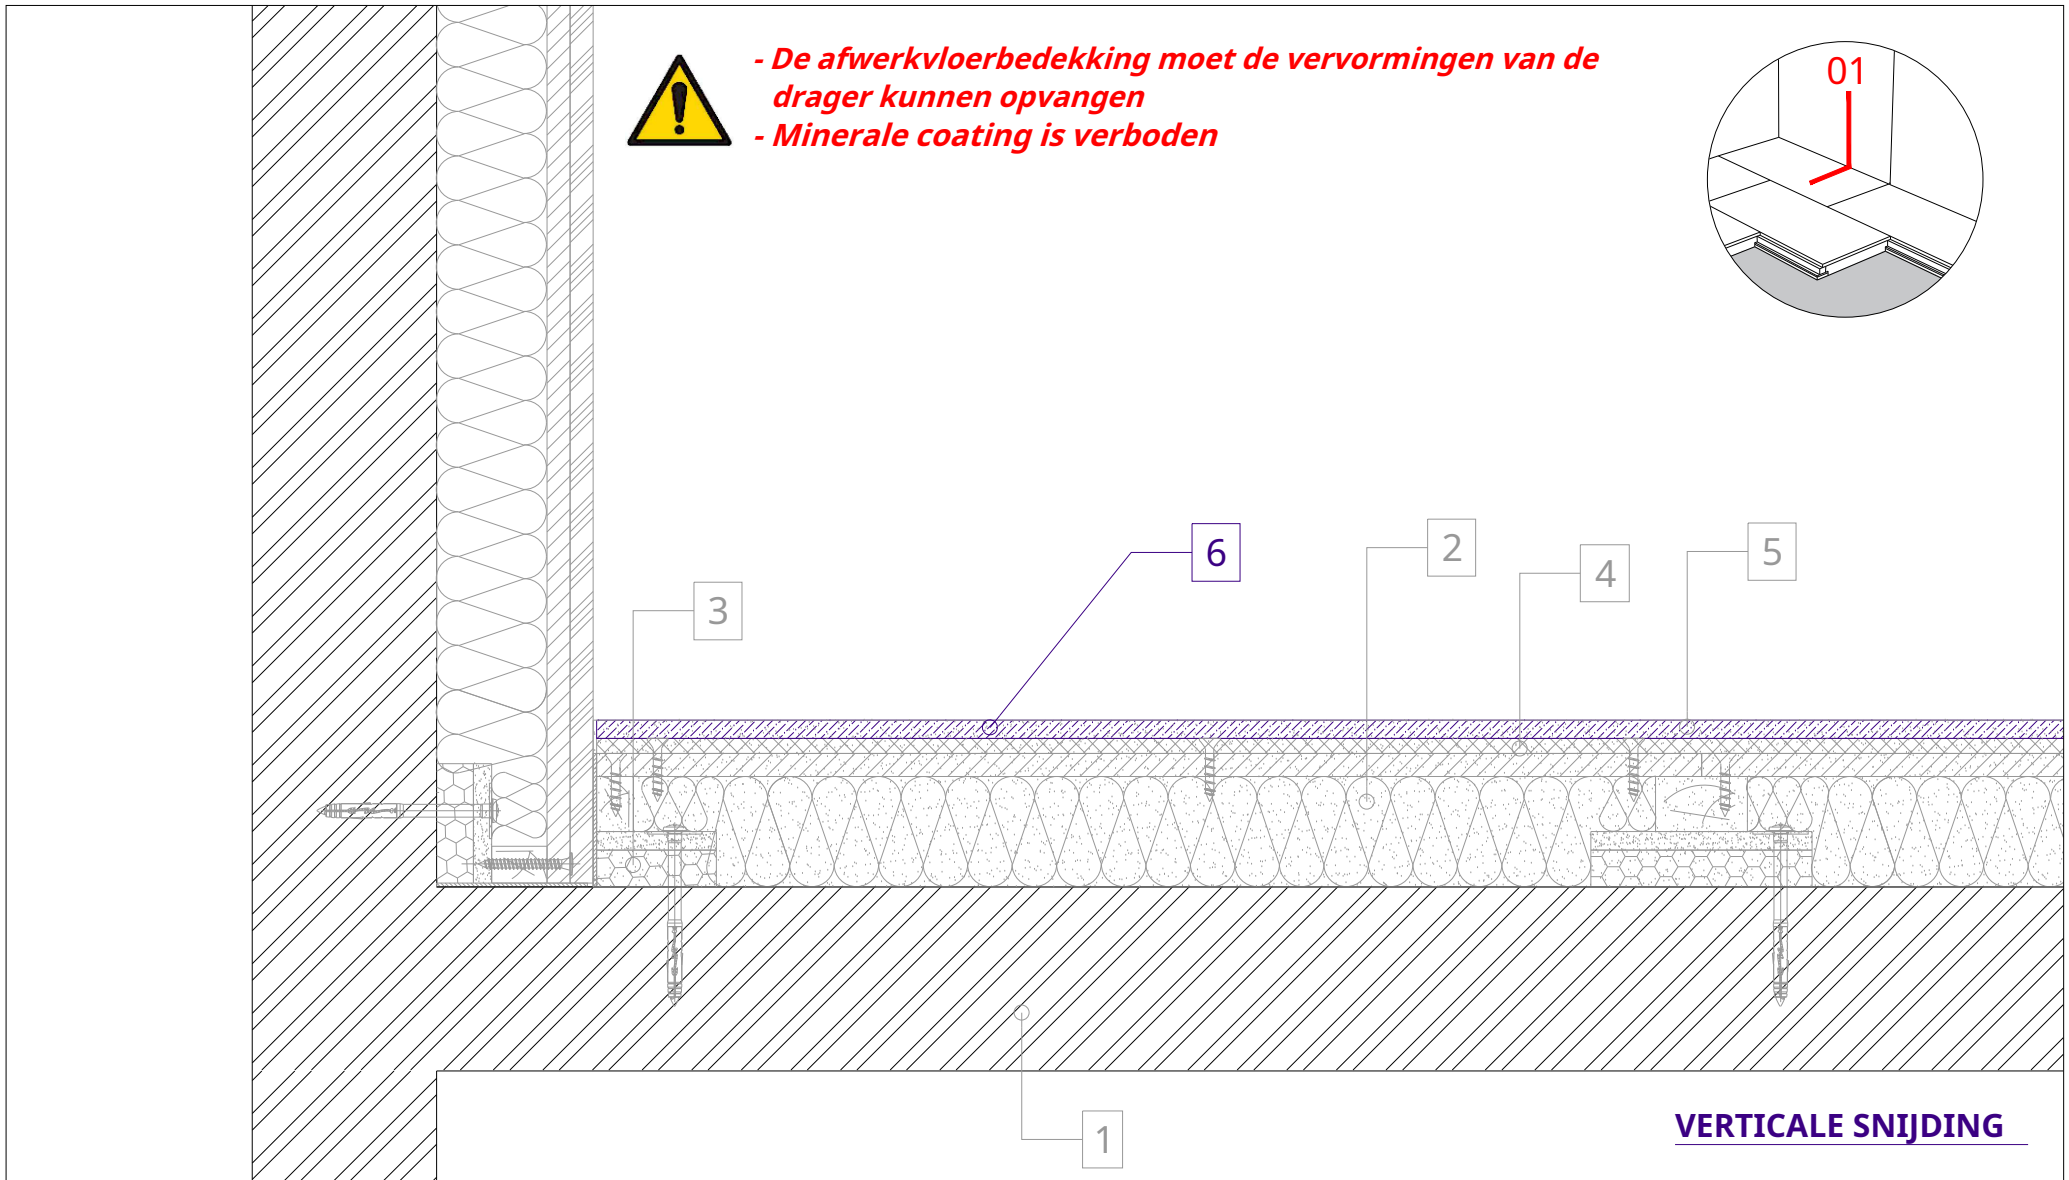 - De afwerkvloerbedekking moet de vervormingen van de
drager kunnen opvangen
- Minerale coating is verboden
01
6
2
5
4
3
1
VERTICALE SNIJDING